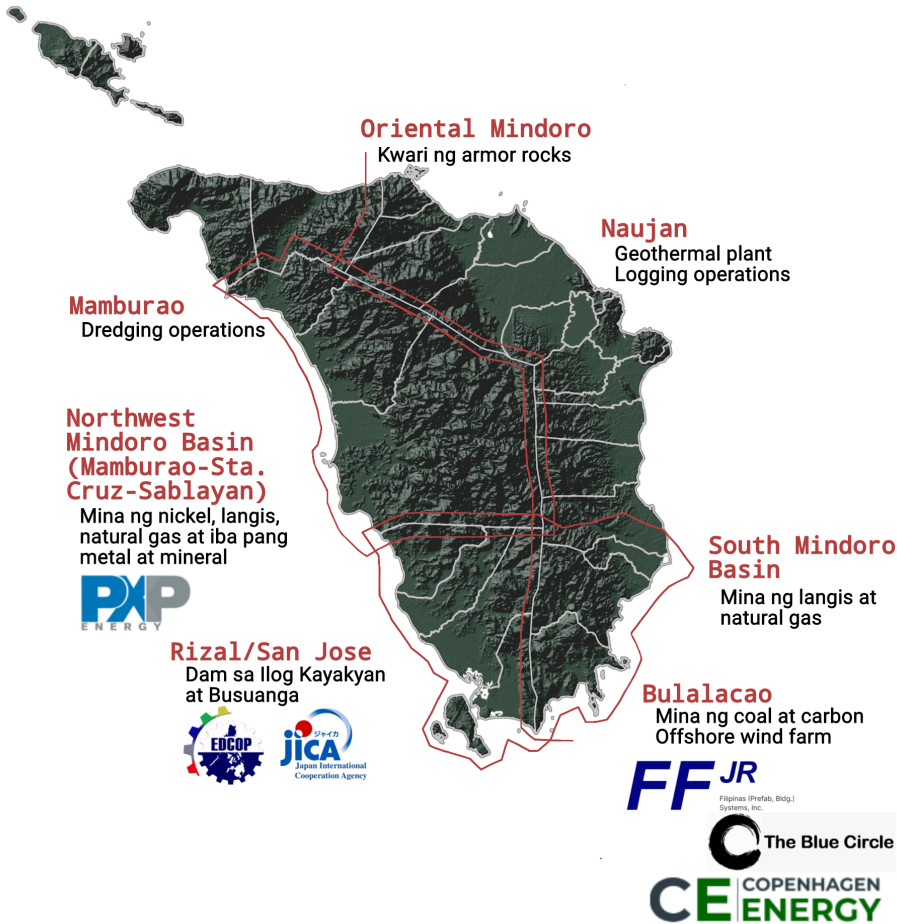 Oriental Mindoro
Kwari ng armor rocks
Naujan
Geothermal plant
Logging operations
Mamburao
Dredging operations
Northwest
Mindoro Basin
(Mamburao-Sta.
Cruz-Sablayan)
Mina ng nickel, langis,
natural gas at iba pang
metal at mineral
PXP
ENERGY
South Mindoro
Basin
Mina ng langis at
natural gas
Rizal/San Jose
Dam sa Ilog Kayakyan
at Busuanga
EDCOP
ジャイカ
JICA
Japan International
Cooperation Agency
Bulalacao
Mina ng coal at carbon
Offshore wind farm
FF JR
Filipinas (Prefab, Bldg.)
Systems, Inc.
The Blue Circle
CE COPENHAGEN
ENERGY